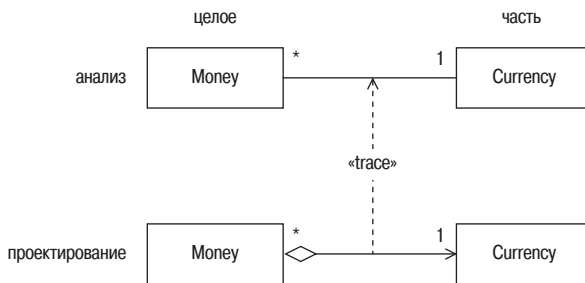 целое часть
анализ Money * 1 Currency
«trace»
проектирование Money * 1 Currency